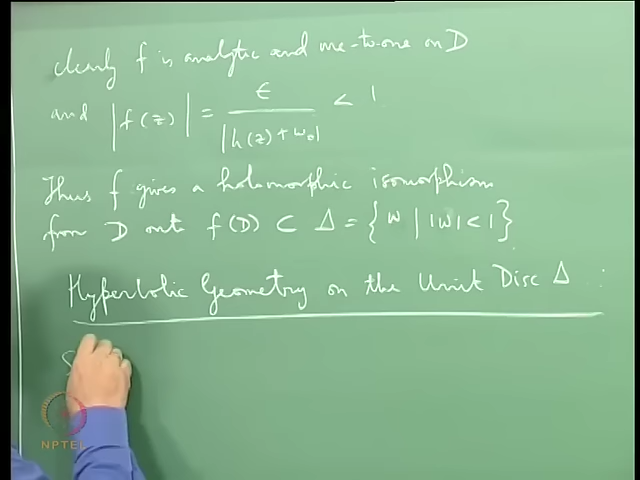 clearly f is analytic and one-to-one on D
and |f(z)| = ε / |h(z)+w₀| < 1
Thus f gives a holomorphic isomorphism
from D onto f(D) ⊂ Δ = {w | |w| < 1}.
Hyperbolic Geometry on the Unit Disc Δ :
S
NPTEL